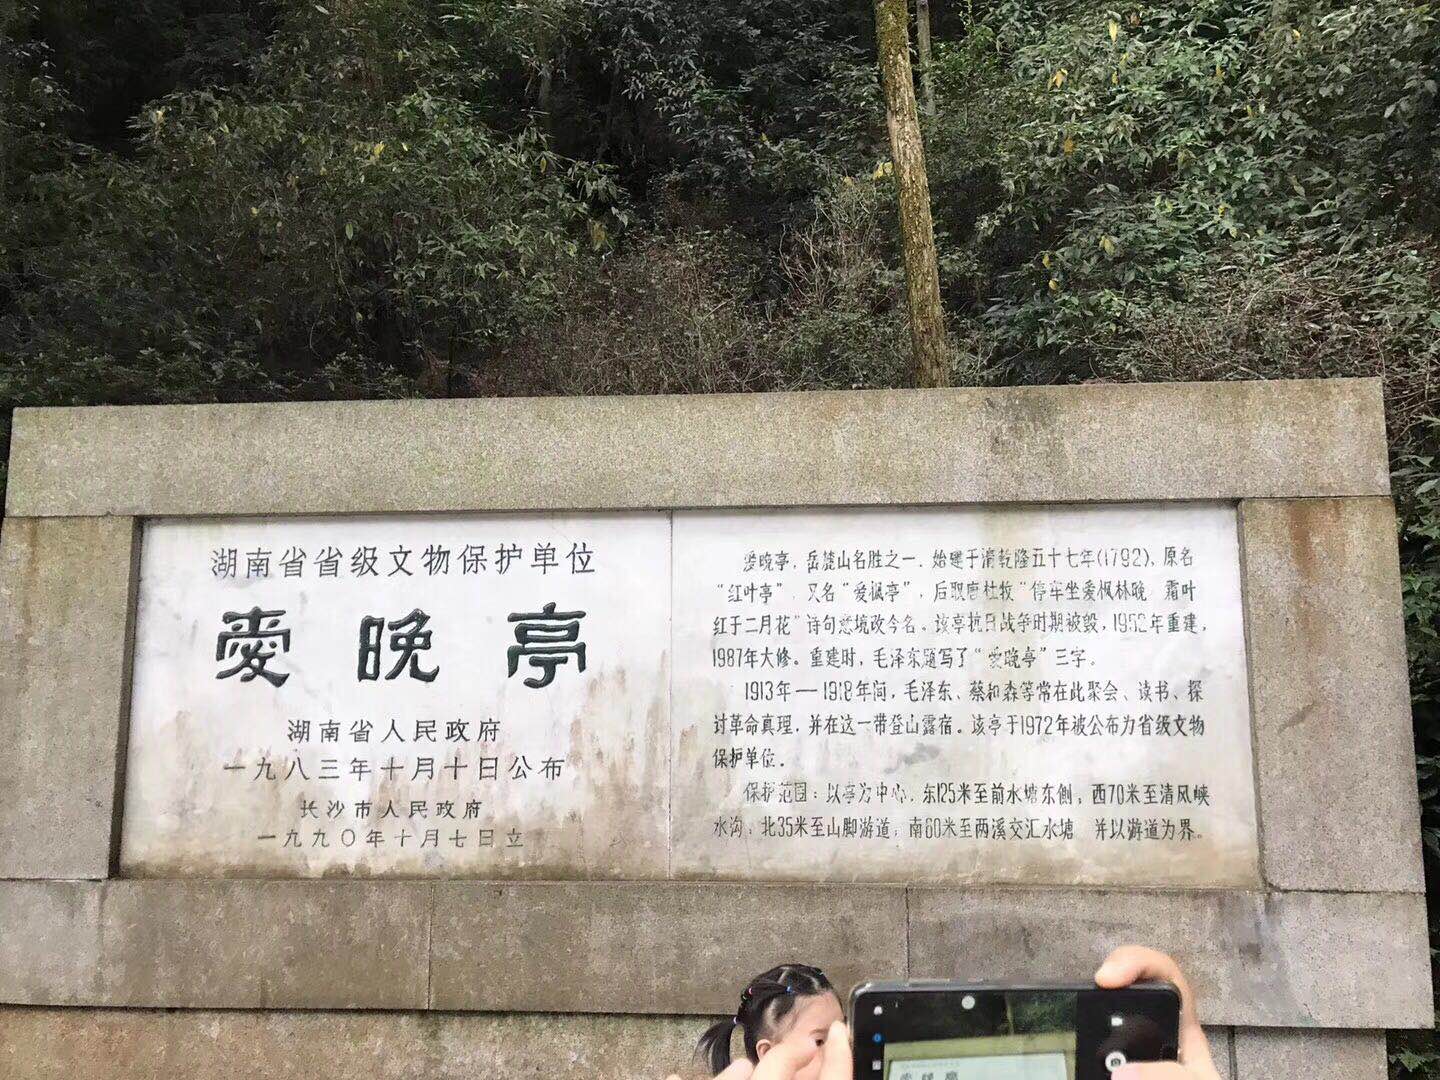 湖南省省级文物保护单位
愛晚亭
湖南省人民政府
一九八三年十月十日公布
长沙市人民政府
一九九〇年十月七日立
爱晚亭,岳麓山名胜之一,始建于清乾隆五十七年(1792),原名
“红叶亭”,又名“爱枫亭”,后取唐杜牧“停车坐爱枫林晚 霜叶
红于二月花”诗句意境改今名。该亭抗日战争时期被毁,1952年重建,
1987年大修。重建时,毛泽东题写了“爱晚亭”三字。
1913年—1918年间,毛泽东、蔡和森等常在此聚会、读书、探
讨革命真理,并在这一带登山露宿。该亭于1972年被公布为省级文物
保护单位。
保护范围:以亭为中心,东125米至前水塘东侧;西70米至清风峡
水沟;北35米至山脚游道;南60米至两溪交汇水塘 并以游道为界。
愛晚亭